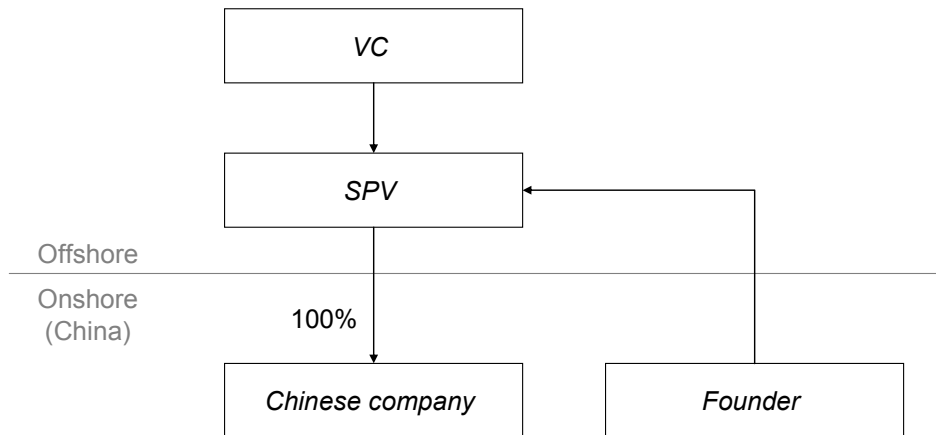 VC
SPV
Offshore
Onshore
(China)
100%
Chinese company
Founder